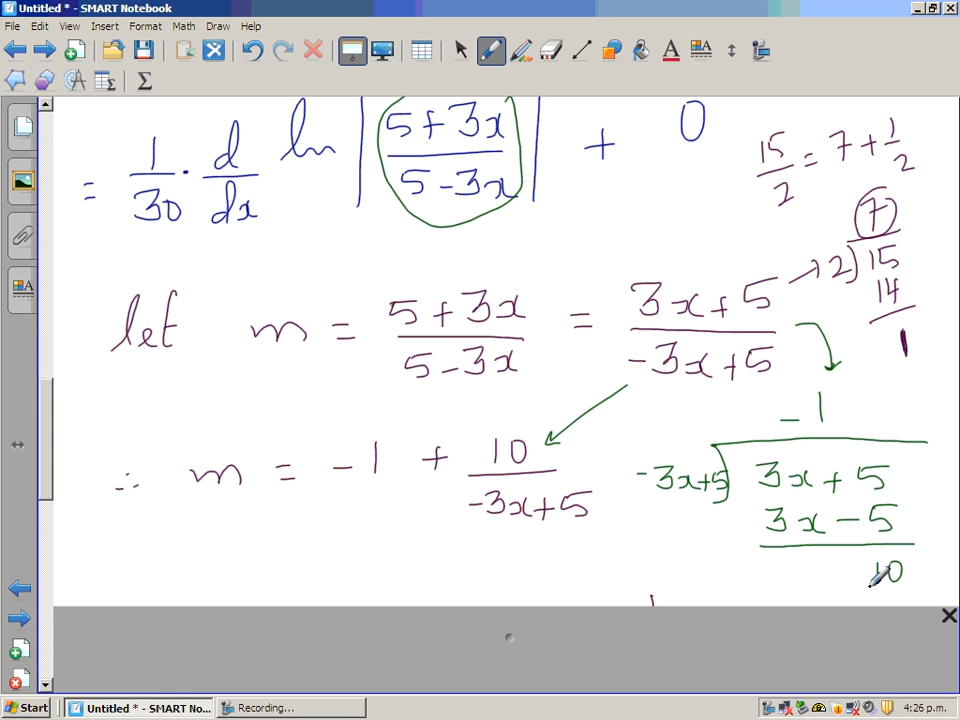 Untitled * - SMART Notebook
File Edit View Insert Format Math Draw Help
= 1/30 · d/dx ln |(5+3x)/(5-3x)| + 0
15/2 = 7 + 1/2
7
2)15
14
1
let m = (5+3x)/(5-3x) = (3x+5)/(-3x+5)
∴ m = -1 + 10/(-3x+5)
-1
-3x+5 3x+5
3x-5
10
Start Untitled * - SMART No... Recording... 4:26 p.m.